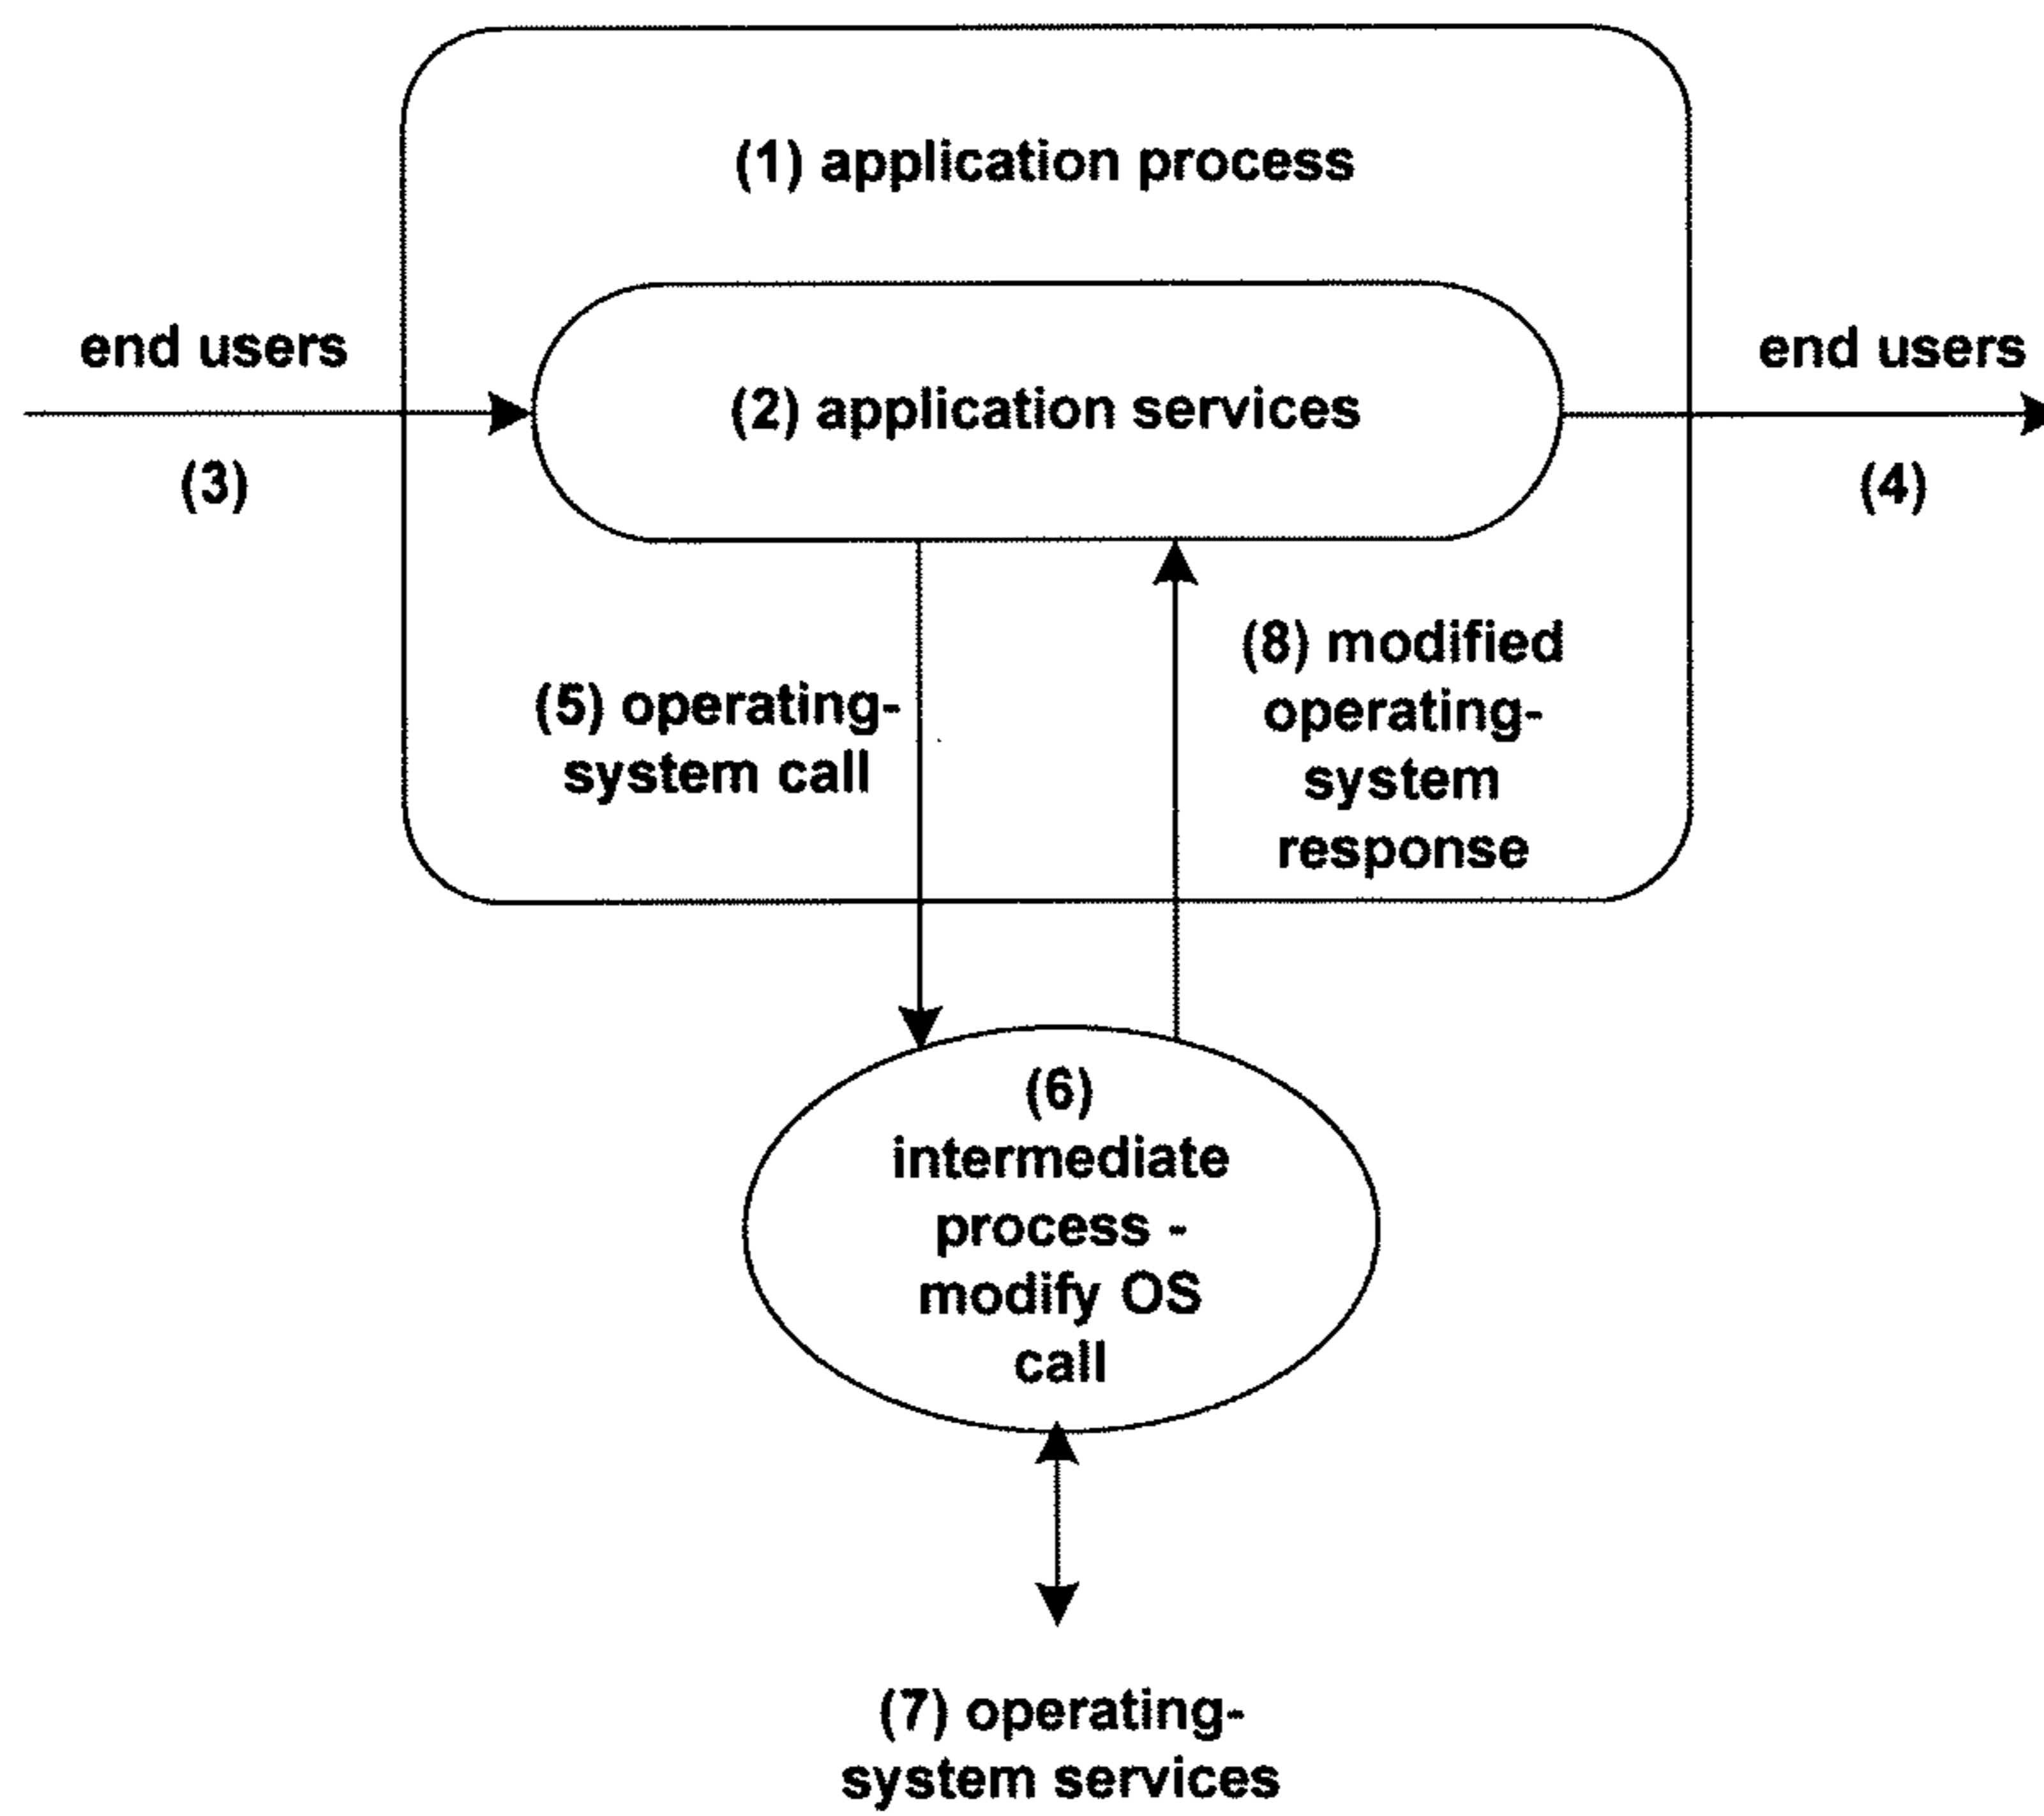 (1) application process
end users
(2) application services
end users
(3)
(4)
(5) operating-
system call
(8) modified
operating-
system
response
(6)
intermediate
process -
modify OS
call
(7) operating-
system services